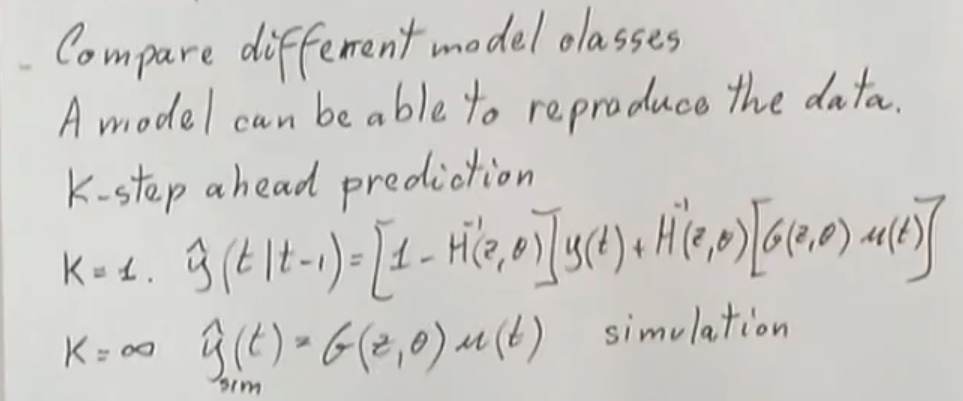 - Compare different model classes
A model can be able to reproduce the data.
K-step ahead prediction
K=1. ŷ(t|t-1)=[1-H⁻¹(z,θ)]y(t)+H⁻¹(z,θ)[G(z,θ)u(t)]
K=∞ ŷ_sim(t)=G(z,θ)u(t) simulation